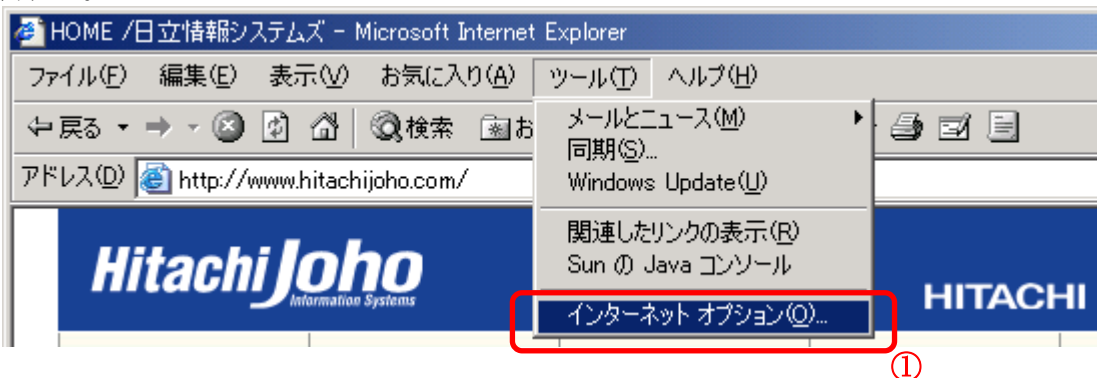 HOME /日立情報システムズ - Microsoft Internet Explorer
ファイル(F) 編集(E) 表示(V) お気に入り(A) ツール(T) ヘルプ(H)
戻る 検索 お
メールとニュース(M)
同期(S)...
Windows Update(U)
関連したリンクの表示(R)
Sun の Java コンソール
インターネット オプション(O)...
アドレス(D) http://www.hitachijoho.com/
Hitachi Joho
Information Systems
HITACHI
①